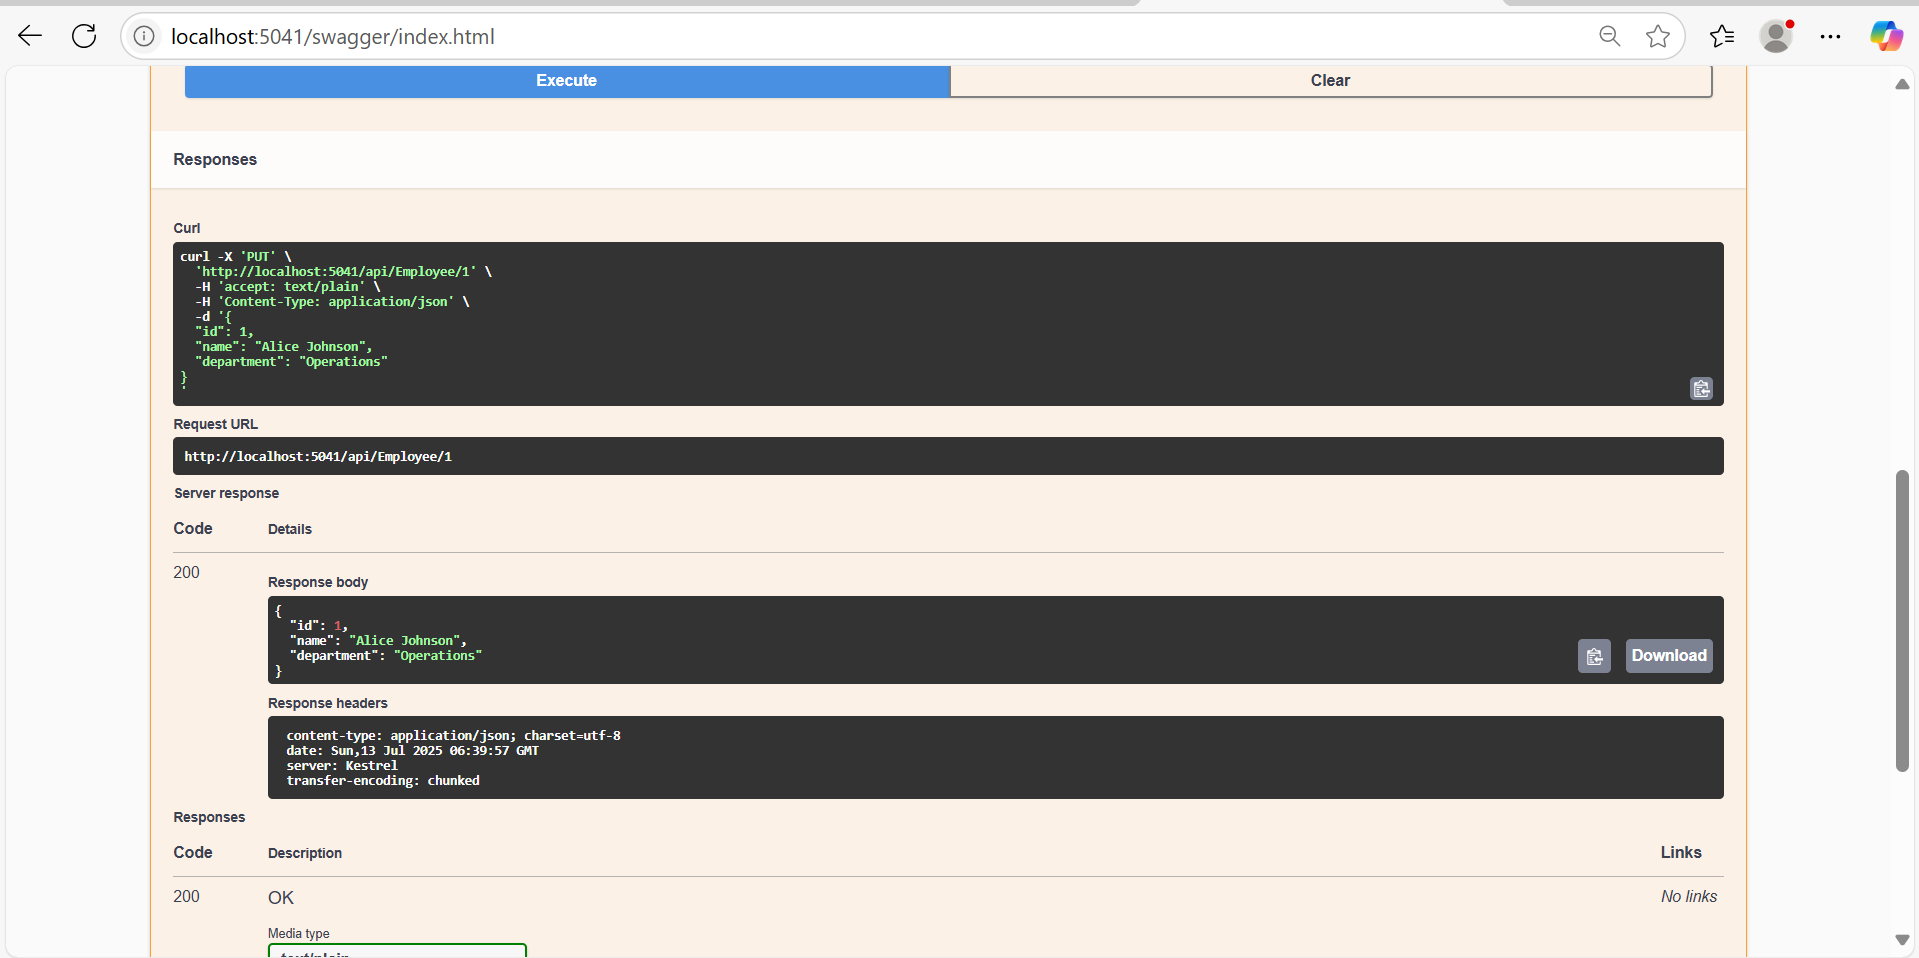 localhost:5041/swagger/index.html
Execute
Clear
Responses
Curl
curl -X 'PUT' \
'http://localhost:5041/api/Employee/1' \
-H 'accept: text/plain' \
-H 'Content-Type: application/json' \
-d '{
"id": 1,
"name": "Alice Johnson",
"department": "Operations"
}
'
Request URL
http://localhost:5041/api/Employee/1
Server response
Code Details
200
Response body
{
"id": 1,
"name": "Alice Johnson",
"department": "Operations"
}
Download
Response headers
content-type: application/json; charset=utf-8
date: Sun,13 Jul 2025 06:39:57 GMT
server: Kestrel
transfer-encoding: chunked
Responses
Code Description Links
200 OK No links
Media type
text/plain